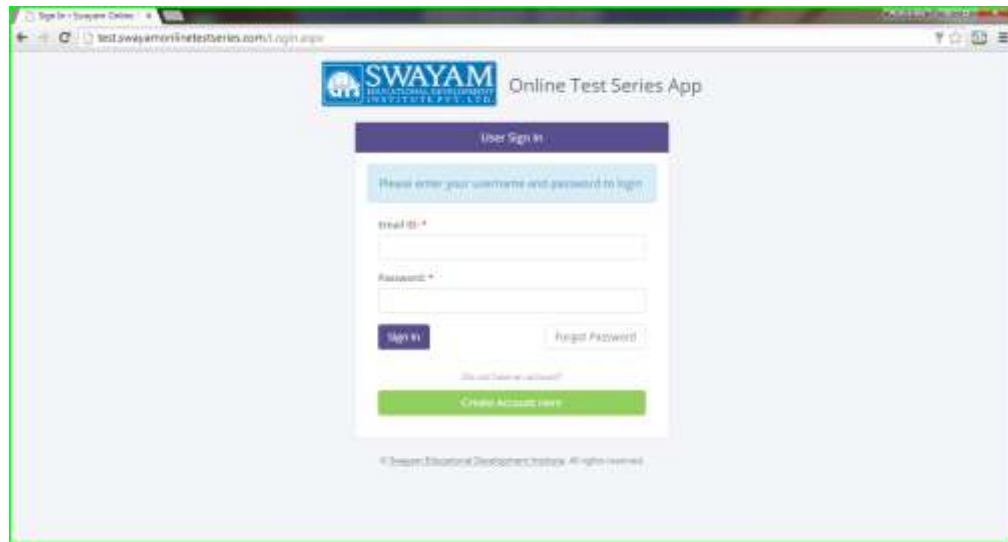 Sign In - Swayam Online
test.swayamonlinetestseries.com/Login.aspx
SWAYAM
EDUCATIONAL DEVELOPMENT
INSTITUTE PVT. LTD.
Online Test Series App
User Sign In
Please enter your username and password to login
Email ID: *
Password: *
Sign In
Forgot Password
Do not have an account?
Create Account Here
© Swayam Educational Development Institute. All rights reserved.